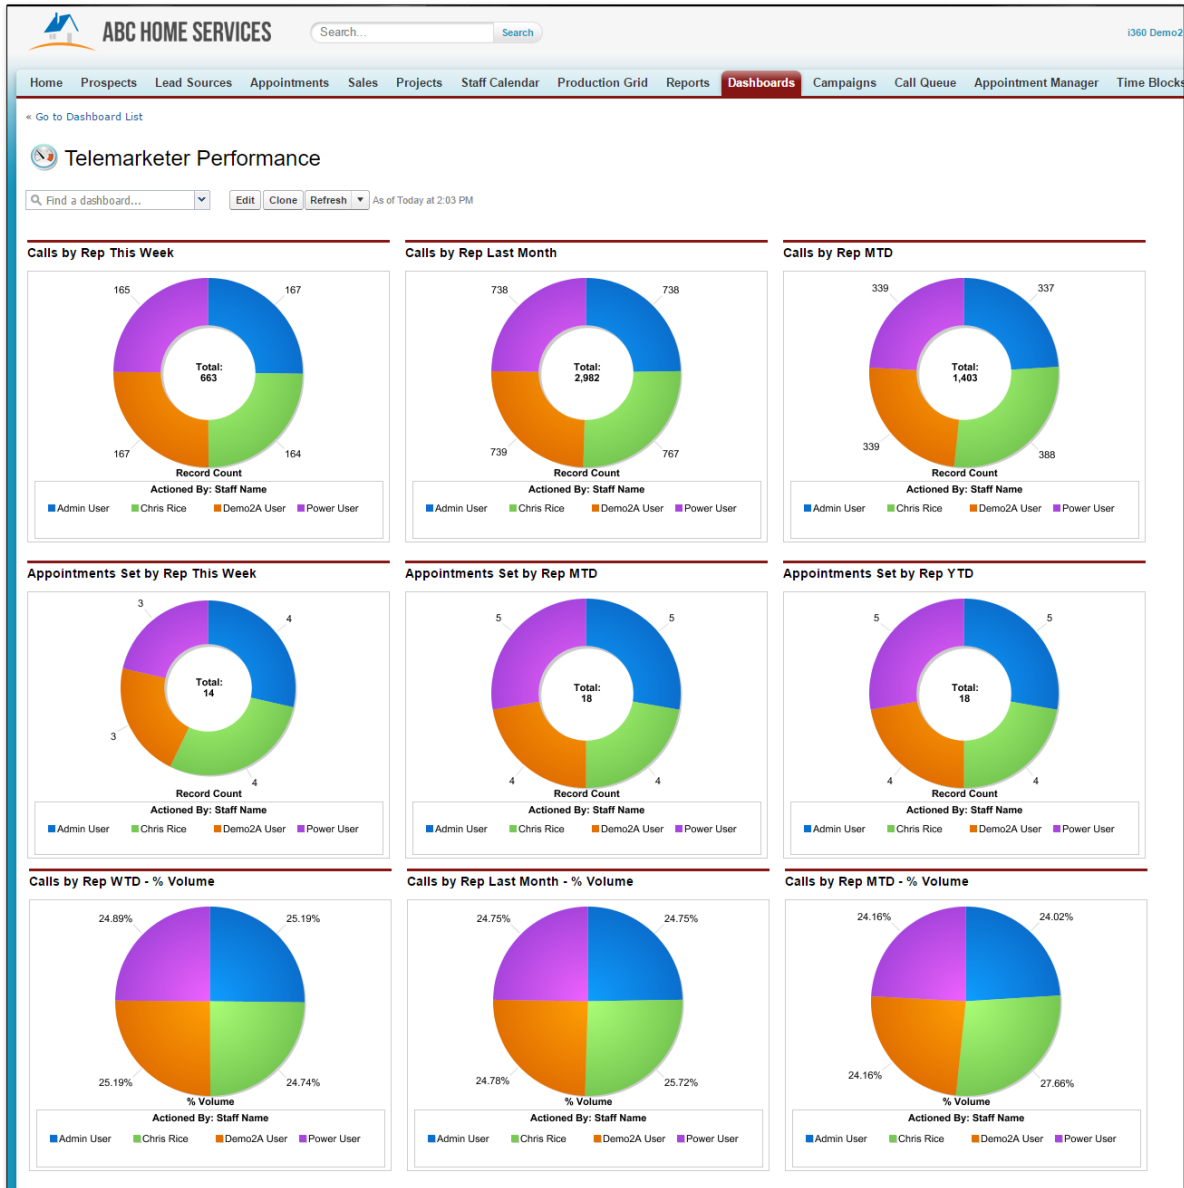 ABC HOME SERVICES
Search...
Search
i360 Demo2
Home Prospects Lead Sources Appointments Sales Projects Staff Calendar Production Grid Reports Dashboards Campaigns Call Queue Appointment Manager Time Blocks
« Go to Dashboard List
Telemarketer Performance
Find a dashboard...
Edit Clone Refresh As of Today at 2:03 PM
Calls by Rep This Week
165
167
Total:
663
167
164
Record Count
Actioned By: Staff Name
Admin User Chris Rice Demo2A User Power User
Calls by Rep Last Month
738
738
Total:
2,982
739
767
Record Count
Actioned By: Staff Name
Admin User Chris Rice Demo2A User Power User
Calls by Rep MTD
339
337
Total:
1,403
339
388
Record Count
Actioned By: Staff Name
Admin User Chris Rice Demo2A User Power User
Appointments Set by Rep This Week
3
4
Total:
14
3
4
Record Count
Actioned By: Staff Name
Admin User Chris Rice Demo2A User Power User
Appointments Set by Rep MTD
5
5
Total:
18
4
4
Record Count
Actioned By: Staff Name
Admin User Chris Rice Demo2A User Power User
Appointments Set by Rep YTD
5
5
Total:
18
4
4
Record Count
Actioned By: Staff Name
Admin User Chris Rice Demo2A User Power User
Calls by Rep WTD - % Volume
24.89%
25.19%
25.19%
24.74%
% Volume
Actioned By: Staff Name
Admin User Chris Rice Demo2A User Power User
Calls by Rep Last Month - % Volume
24.75%
24.75%
24.78%
25.72%
% Volume
Actioned By: Staff Name
Admin User Chris Rice Demo2A User Power User
Calls by Rep MTD - % Volume
24.16%
24.02%
24.16%
27.66%
% Volume
Actioned By: Staff Name
Admin User Chris Rice Demo2A User Power User